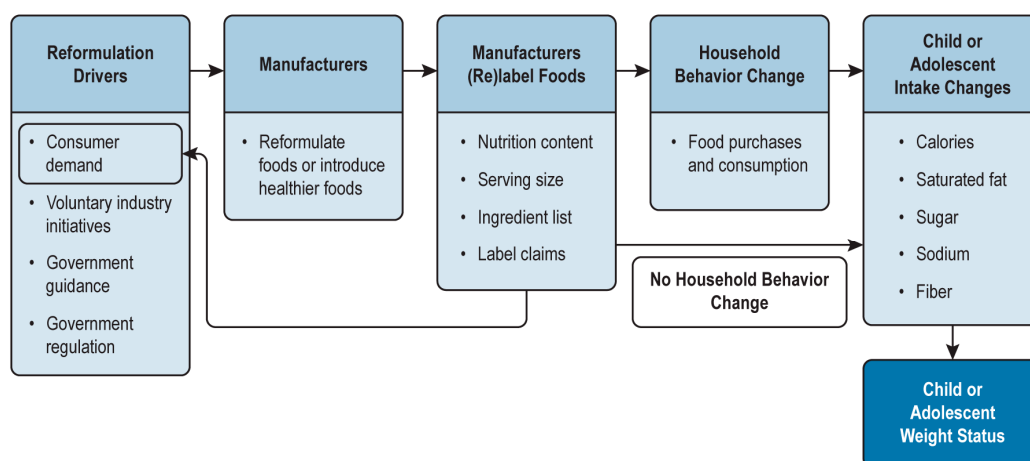 Reformulation
Drivers
• Consumer
demand
• Voluntary industry
initiatives
• Government
guidance
• Government
regulation
Manufacturers
• Reformulate
foods or introduce
healthier foods
Manufacturers
(Re)label Foods
• Nutrition content
• Serving size
• Ingredient list
• Label claims
Household
Behavior Change
• Food purchases
and consumption
No Household Behavior
Change
Child or
Adolescent
Intake Changes
• Calories
• Saturated fat
• Sugar
• Sodium
• Fiber
Child or
Adolescent
Weight Status